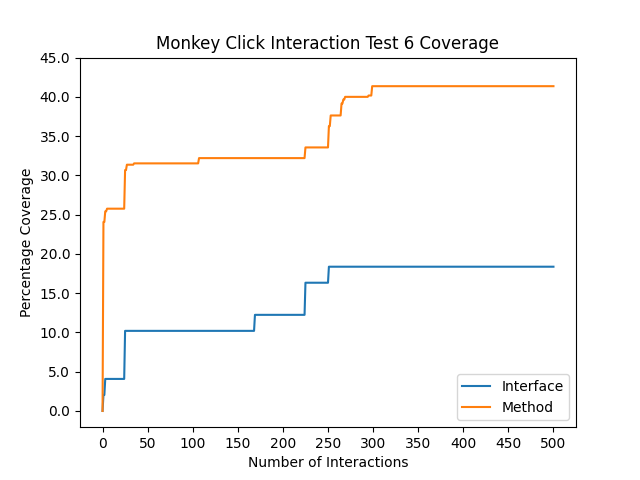 Monkey Click Interaction Test 6 Coverage
45.0
40.0
35.0
30.0
25.0
20.0
15.0
10.0
5.0
0.0
Percentage Coverage
Interface
Method
0 50 100 150 200 250 300 350 400 450 500
Number of Interactions